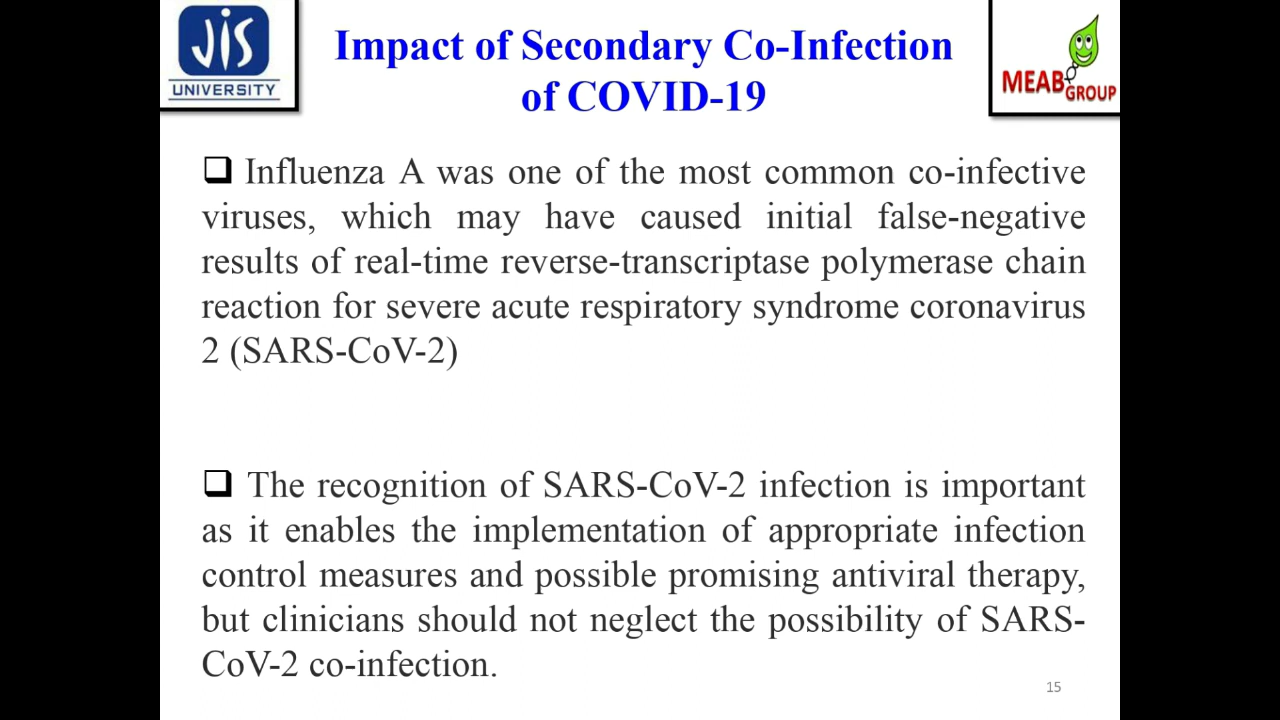 JIS
UNIVERSITY
Impact of Secondary Co-Infection
of COVID-19
MEAB
GROUP
Influenza A was one of the most common co-infective
viruses, which may have caused initial false-negative
results of real-time reverse-transcriptase polymerase chain
reaction for severe acute respiratory syndrome coronavirus
2 (SARS-CoV-2)
The recognition of SARS-CoV-2 infection is important
as it enables the implementation of appropriate infection
control measures and possible promising antiviral therapy,
but clinicians should not neglect the possibility of SARS-
CoV-2 co-infection.
15